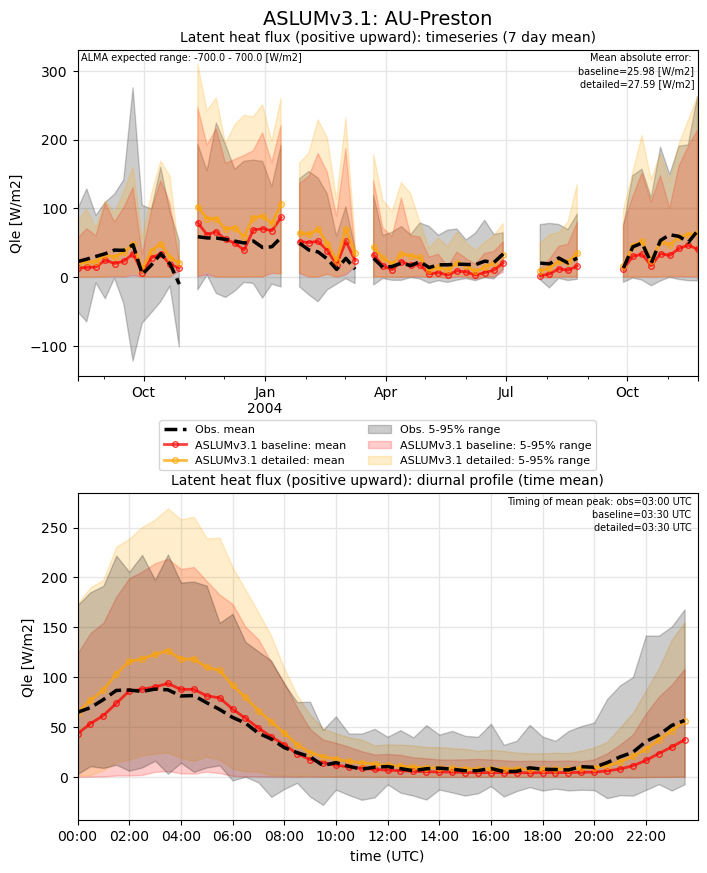 ASLUMv3.1: AU-Preston
Latent heat flux (positive upward): timeseries (7 day mean)
ALMA expected range: -700.0 - 700.0 [W/m2]
Mean absolute error:
baseline=25.98 [W/m2]
detailed=27.59 [W/m2]
300
200
100
0
−100
Qle [W/m2]
Oct
Jan
2004
Apr
Jul
Oct
Obs. mean
ASLUMv3.1 baseline: mean
ASLUMv3.1 detailed: mean
Obs. 5-95% range
ASLUMv3.1 baseline: 5-95% range
ASLUMv3.1 detailed: 5-95% range
Latent heat flux (positive upward): diurnal profile (time mean)
Timing of mean peak: obs=03:00 UTC
baseline=03:30 UTC
detailed=03:30 UTC
250
200
150
100
50
0
Qle [W/m2]
00:00
02:00
04:00
06:00
08:00
10:00
12:00
14:00
16:00
18:00
20:00
22:00
time (UTC)